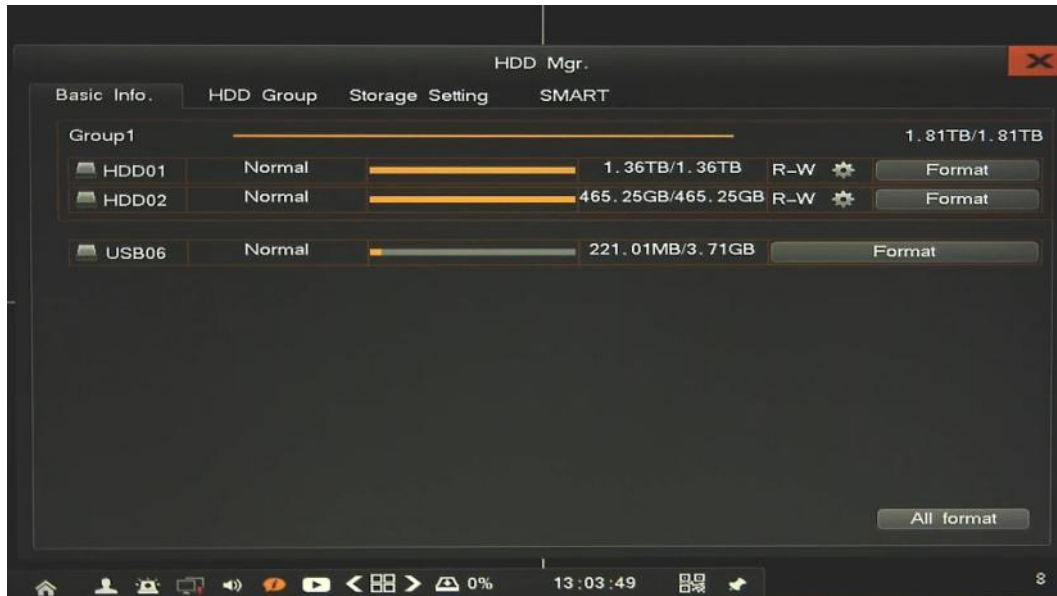 HDD Mgr.
Basic Info. HDD Group Storage Setting SMART
Group1 1.81TB/1.81TB
HDD01 Normal 1.36TB/1.36TB R-W Format
HDD02 Normal 465.25GB/465.25GB R-W Format
USB06 Normal 221.01MB/3.71GB Format
All format
0% 13:03:49 8